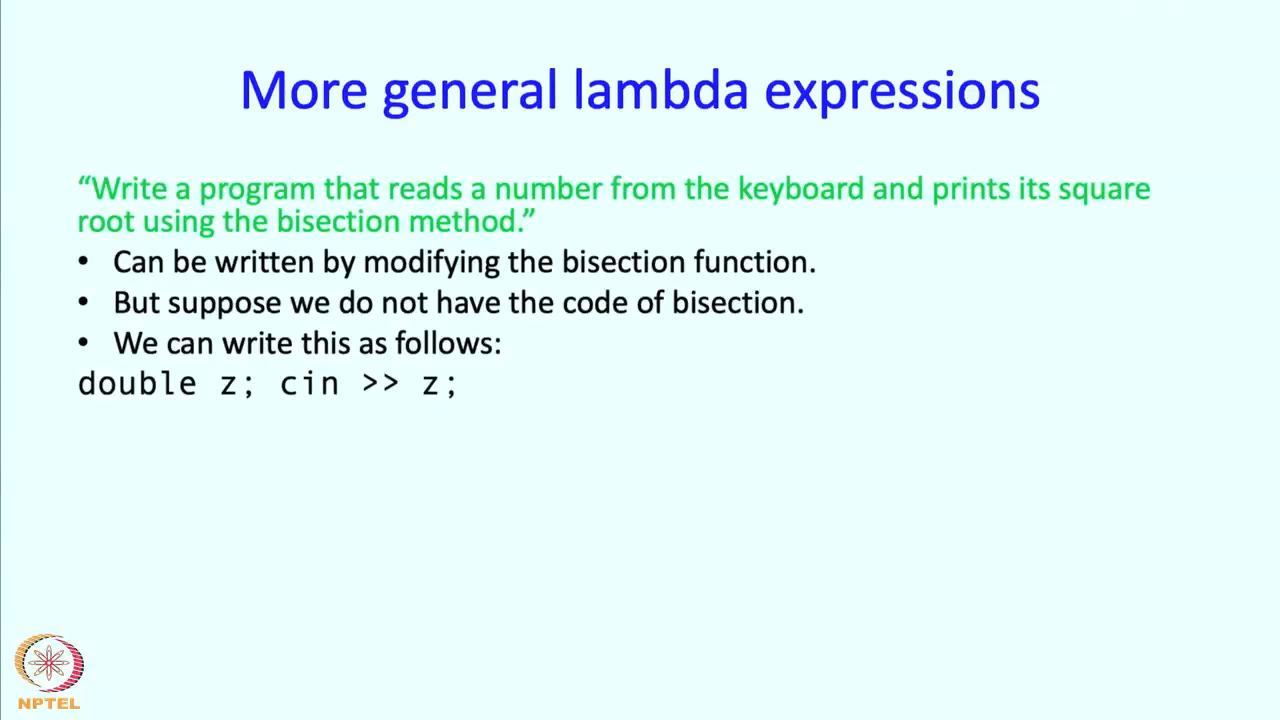 More general lambda expressions
“Write a program that reads a number from the keyboard and prints its square
root using the bisection method.”
• Can be written by modifying the bisection function.
• But suppose we do not have the code of bisection.
• We can write this as follows:
double z; cin >> z;
NPTEL